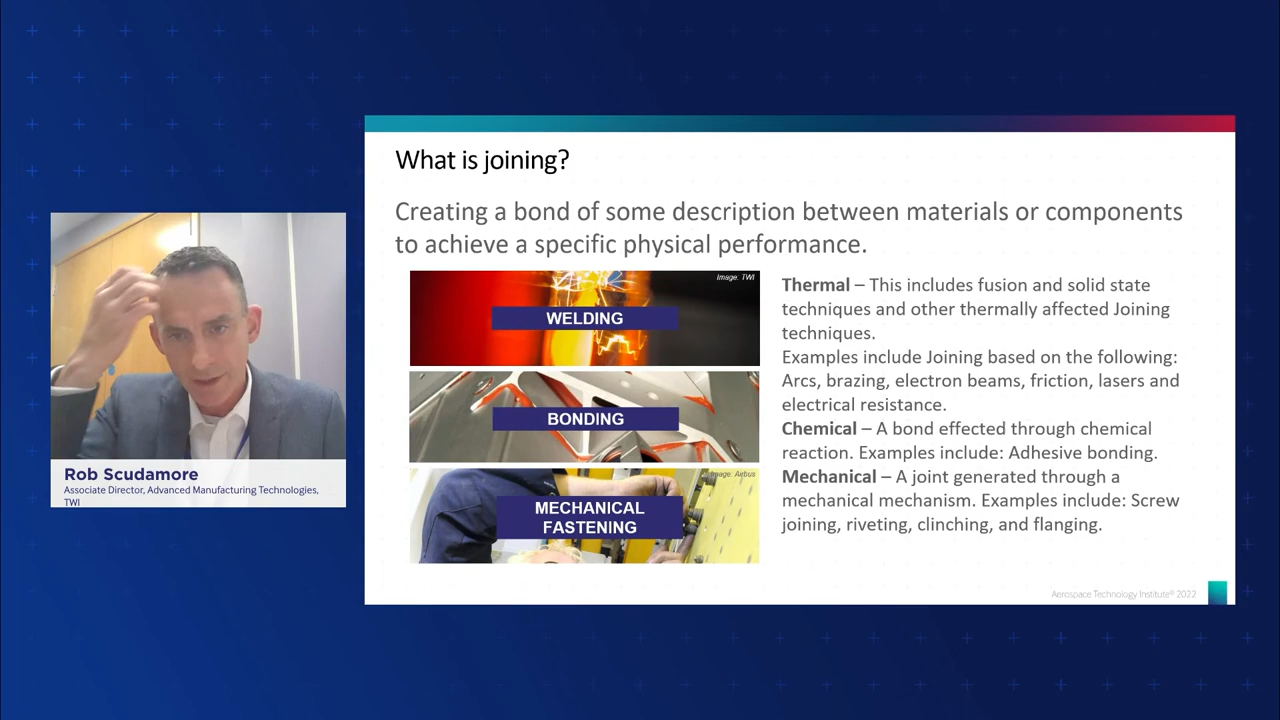 What is joining?
Creating a bond of some description between materials or components
to achieve a specific physical performance.
Image: TWI
WELDING
BONDING
Image: Airbus
MECHANICAL
FASTENING
Thermal – This includes fusion and solid state
techniques and other thermally affected Joining
techniques.
Examples include Joining based on the following:
Arcs, brazing, electron beams, friction, lasers and
electrical resistance.
Chemical – A bond effected through chemical
reaction. Examples include: Adhesive bonding.
Mechanical – A joint generated through a
mechanical mechanism. Examples include: Screw
joining, riveting, clinching, and flanging.
Aerospace Technology Institute® 2022
Rob Scudamore
Associate Director, Advanced Manufacturing Technologies,
TWI